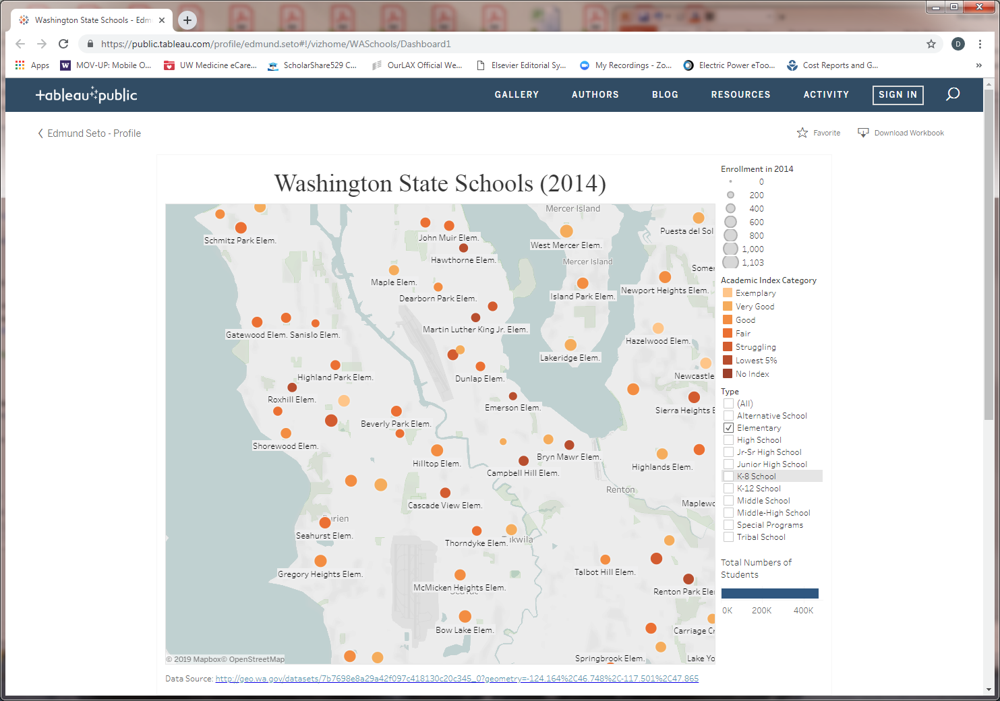 Washington State Schools - Edm
https://public.tableau.com/profile/edmund.seto#!/vizhome/WASchools/Dashboard1
D
Apps
W MOV-UP: Mobile O...
UW Medicine eCare...
ScholarShare529 C...
OurLAX Official We...
Elsevier Editorial Sy...
My Recordings - Zo...
Electric Power eToo...
Cost Reports and G...
»
tableau public
GALLERY
AUTHORS
BLOG
RESOURCES
ACTIVITY
SIGN IN
Edmund Seto - Profile
Favorite
Download Workbook
Washington State Schools (2014)
Mercer Island
Schmitz Park Elem.
John Muir Elem.
West Mercer Elem.
Puesta del Sol
Hawthorne Elem.
Mercer Island
Somer
Maple Elem.
Dearborn Park Elem.
Island Park Elem.
Newport Heights Elem.
Gatewood Elem.
Sanislo Elem.
Martin Luther King Jr. Elem.
Hazelwood Elem.
Lakeridge Elem.
Highland Park Elem.
Dunlap Elem.
Newcastle
Roxhill Elem.
Emerson Elem.
Sierra Heights E
Beverly Park Elem.
Shorewood Elem.
Hilltop Elem.
Bryn Mawr Elem.
Campbell Hill Elem.
Highlands Elem.
Renton
Cascade View Elem.
Maplewo
urien
Seahurst Elem.
Thorndyke Elem.
kwila
Gregory Heights Elem.
Talbot Hill Elem.
McMicken Heights Elem.
SeaTac
Renton Park Eler
Bow Lake Elem.
Carriage Cr
Springbrook Elem.
Lake Yo
© 2019 Mapbox© OpenStreetMap
Data Source: http://geo.wa.gov/datasets/7b7698e8a29a42f097c418130c20c345_0?geometry=-124.164%2C46.748%2C-117.501%2C47.865
Enrollment in 2014
0
200
400
600
800
1,000
1,103
Academic Index Category
Exemplary
Very Good
Good
Fair
Struggling
Lowest 5%
No Index
Type
(All)
Alternative School
Elementary
High School
Jr-Sr High School
Junior High School
K-8 School
K-12 School
Middle School
Middle-High School
Special Programs
Tribal School
Total Numbers of
Students
0K 200K 400K